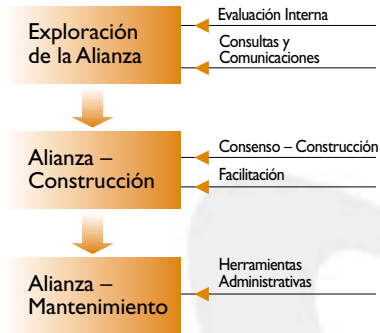 Exploración
de la Alianza
Evaluación Interna
Consultas y
Comunicaciones
Alianza –
Construcción
Consenso – Construcción
Facilitación
Alianza –
Mantenimiento
Herramientas
Administrativas